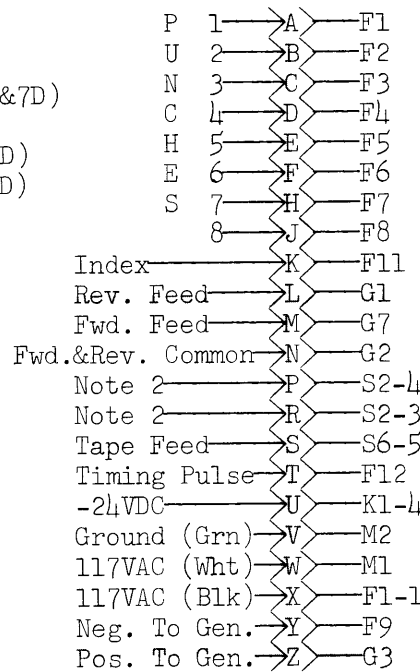 P 1 A F1
U 2 B F2
N 3 C F3
&7D)
C 4 D F4
H 5 E F5
D)
E 6 F F6
D)
S 7 H F7
8 J F8
Index K F11
Rev. Feed L G1
Fwd. Feed M G7
Fwd.&Rev. Common N G2
Note 2 P S2-4
Note 2 R S2-3
Tape Feed S S6-5
Timing Pulse T F12
-24VDC U K1-4
Ground (Grn) V M2
117VAC (Wht) W M1
117VAC (Blk) X F1-1
Neg. To Gen. Y F9
Pos. To Gen. Z G3